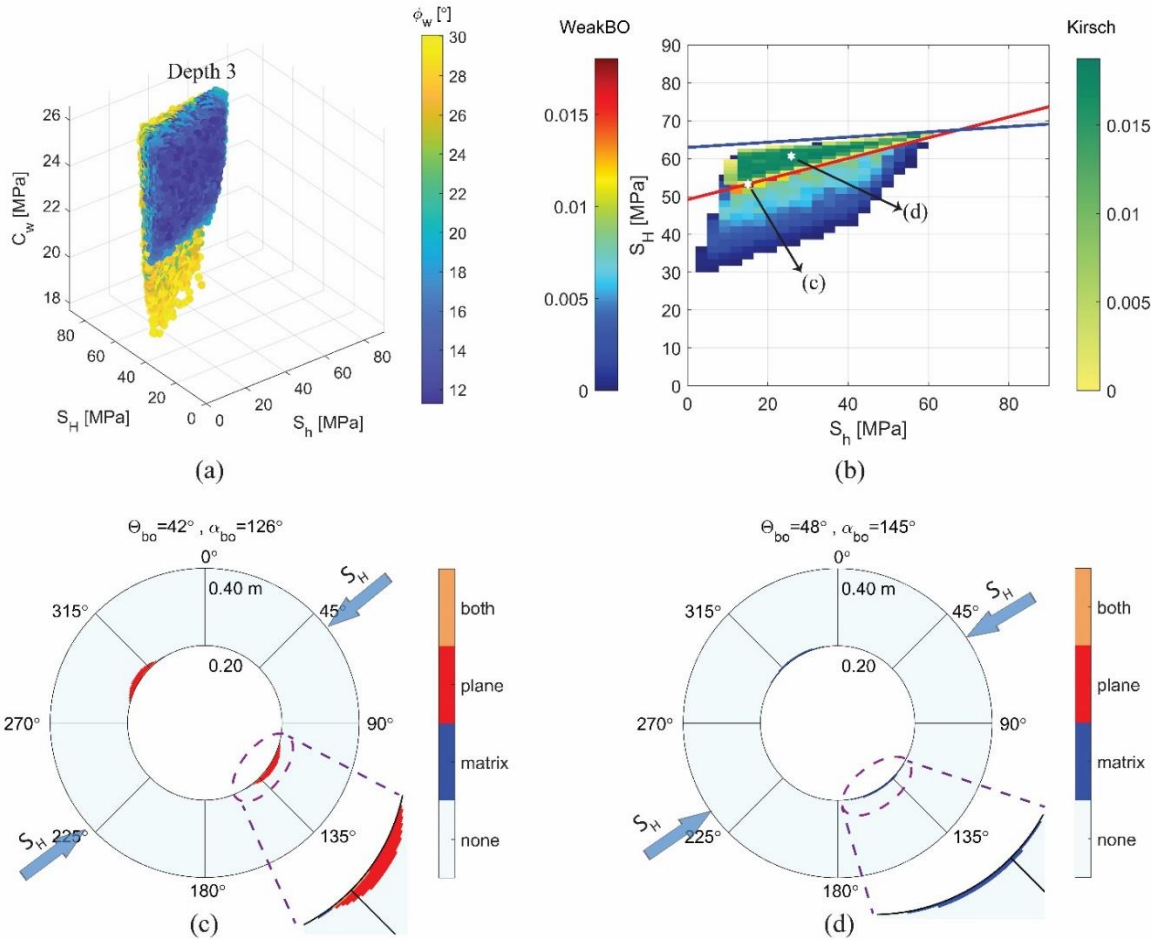 ϕw [°]
30
28
26
24
22
20
18
16
14
12
Depth 3
26
24
22
20
18
Cw [MPa]
80
60
40
20
0
SH [MPa]
0
20
40
60
80
Sh [MPa]
(a)
WeakBO
0.015
0.01
0.005
0
Kirsch
0.015
0.01
0.005
0
90
80
70
60
50
40
30
20
10
0
SH [MPa]
0
20
40
60
80
Sh [MPa]
(d)
(c)
(b)
Θbo=42° , αbo=126°
0°
0.40 m
0.20
45°
90°
135°
180°
225°
270°
315°
SH
SH
both
plane
matrix
none
(c)
Θbo=48° , αbo=145°
0°
0.40 m
0.20
45°
90°
135°
180°
225°
270°
315°
SH
SH
both
plane
matrix
none
(d)